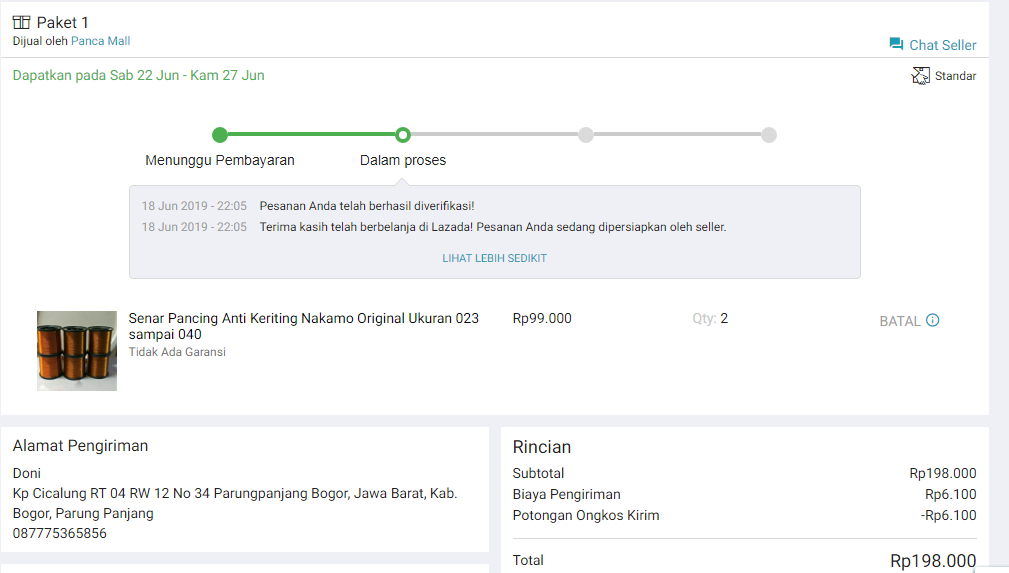 Paket 1
Dijual oleh Panca Mall
Chat Seller
Dapatkan pada Sab 22 Jun - Kam 27 Jun
Standar
Menunggu Pembayaran
Dalam proses
18 Jun 2019 - 22:05 Pesanan Anda telah berhasil diverifikasi!
18 Jun 2019 - 22:05 Terima kasih telah berbelanja di Lazada! Pesanan Anda sedang dipersiapkan oleh seller.
LIHAT LEBIH SEDIKIT
Senar Pancing Anti Keriting Nakamo Original Ukuran 023
sampai 040
Tidak Ada Garansi
Rp99.000
Qty: 2
BATAL
Alamat Pengiriman
Doni
Kp Cicalung RT 04 RW 12 No 34 Parungpanjang Bogor, Jawa Barat, Kab.
Bogor, Parung Panjang
087775365856
Rincian
Subtotal Rp198.000
Biaya Pengiriman Rp6.100
Potongan Ongkos Kirim -Rp6.100
Total Rp198.000